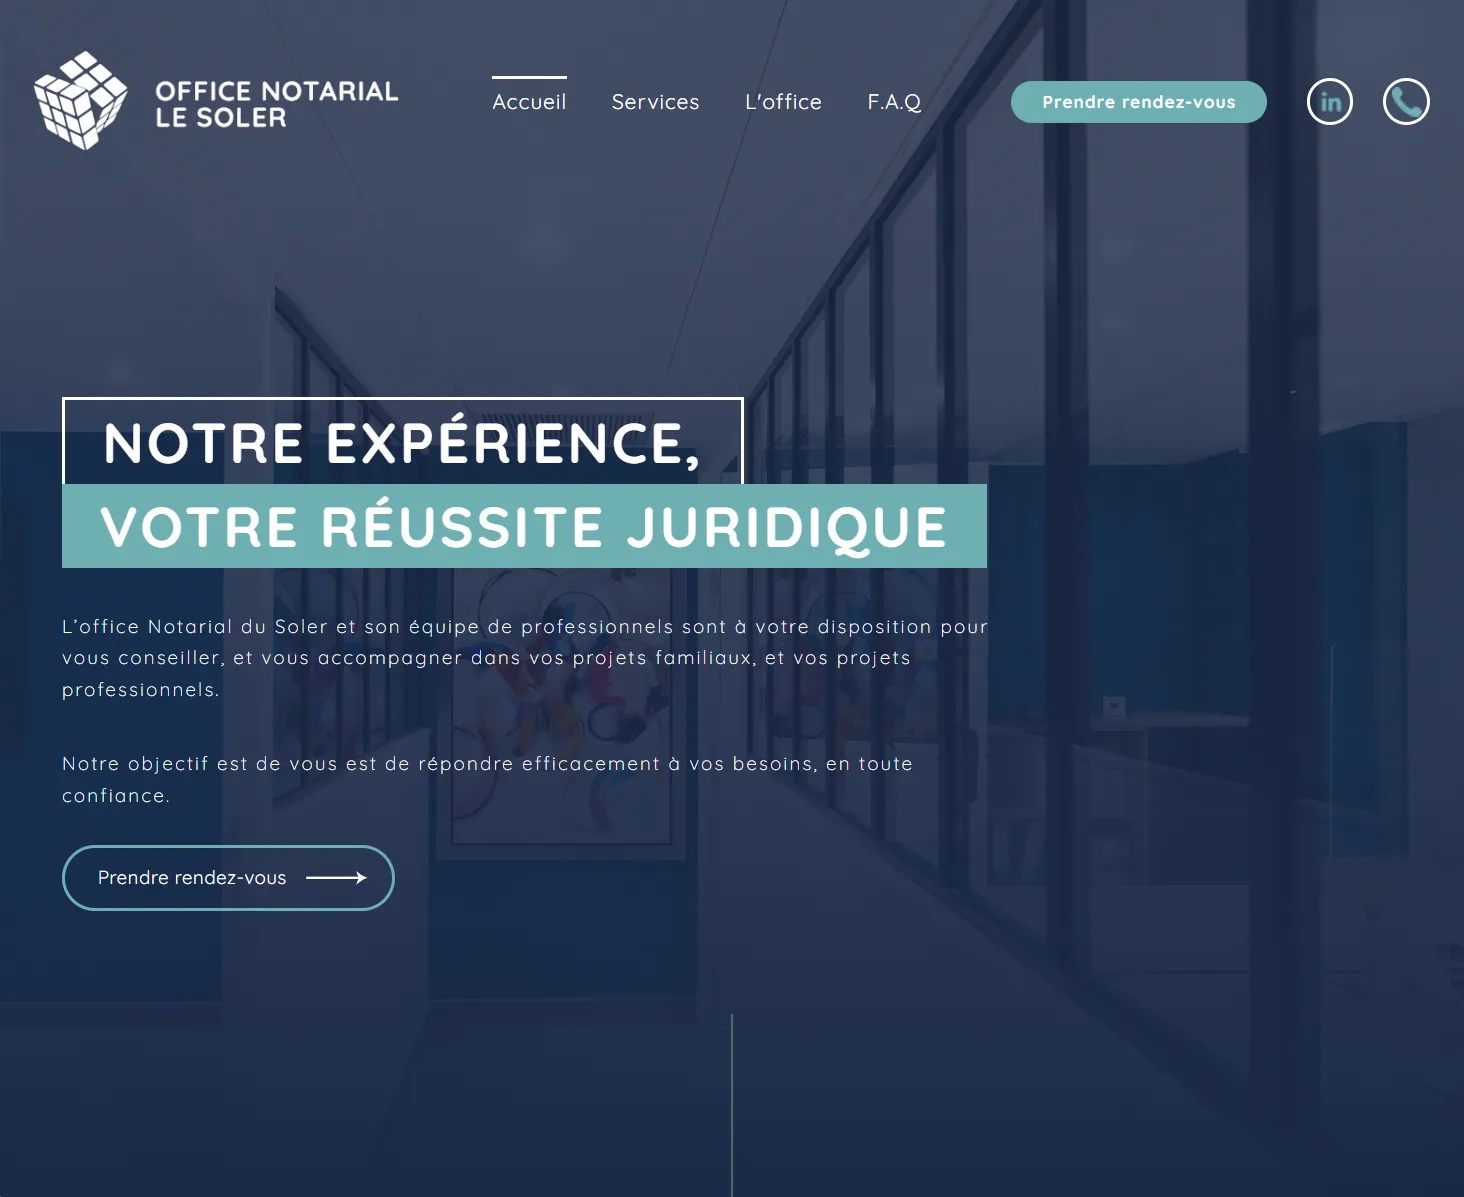 OFFICE NOTARIAL
LE SOLER
Accueil
Services
L'office
F.A.Q
Prendre rendez-vous
in
NOTRE EXPÉRIENCE,
VOTRE RÉUSSITE JURIDIQUE
L’office Notarial du Soler et son équipe de professionnels sont à votre disposition pour
vous conseiller, et vous accompagner dans vos projets familiaux, et vos projets
professionnels.
Notre objectif est de vous est de répondre efficacement à vos besoins, en toute
confiance.
Prendre rendez-vous